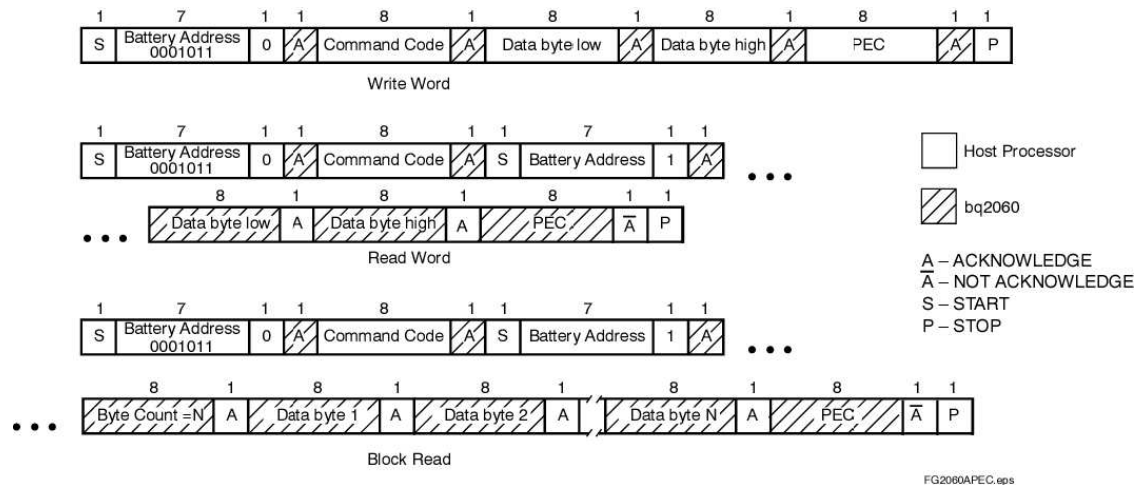 1 7 1 1 8 1 8 1 8 1 8 1 1
S Battery Address 0001011 0 A Command Code A Data byte low A Data byte high A PEC A P
Write Word
1 7 1 1 8 1 1 7 1 1
S Battery Address 0001011 0 A Command Code A S Battery Address 1 A
8 1 8 1 8 1 1
Data byte low A Data byte high A PEC A̅ P
Read Word
Host Processor
bq2060
A – ACKNOWLEDGE
A̅ – NOT ACKNOWLEDGE
S – START
P – STOP
1 7 1 1 8 1 1 7 1 1
S Battery Address 0001011 0 A Command Code A S Battery Address 1 A
8 1 8 1 8 1 8 1 8 1 1
Byte Count =N A Data byte 1 A Data byte 2 A Data byte N A PEC A̅ P
Block Read
FG2060APEC.eps